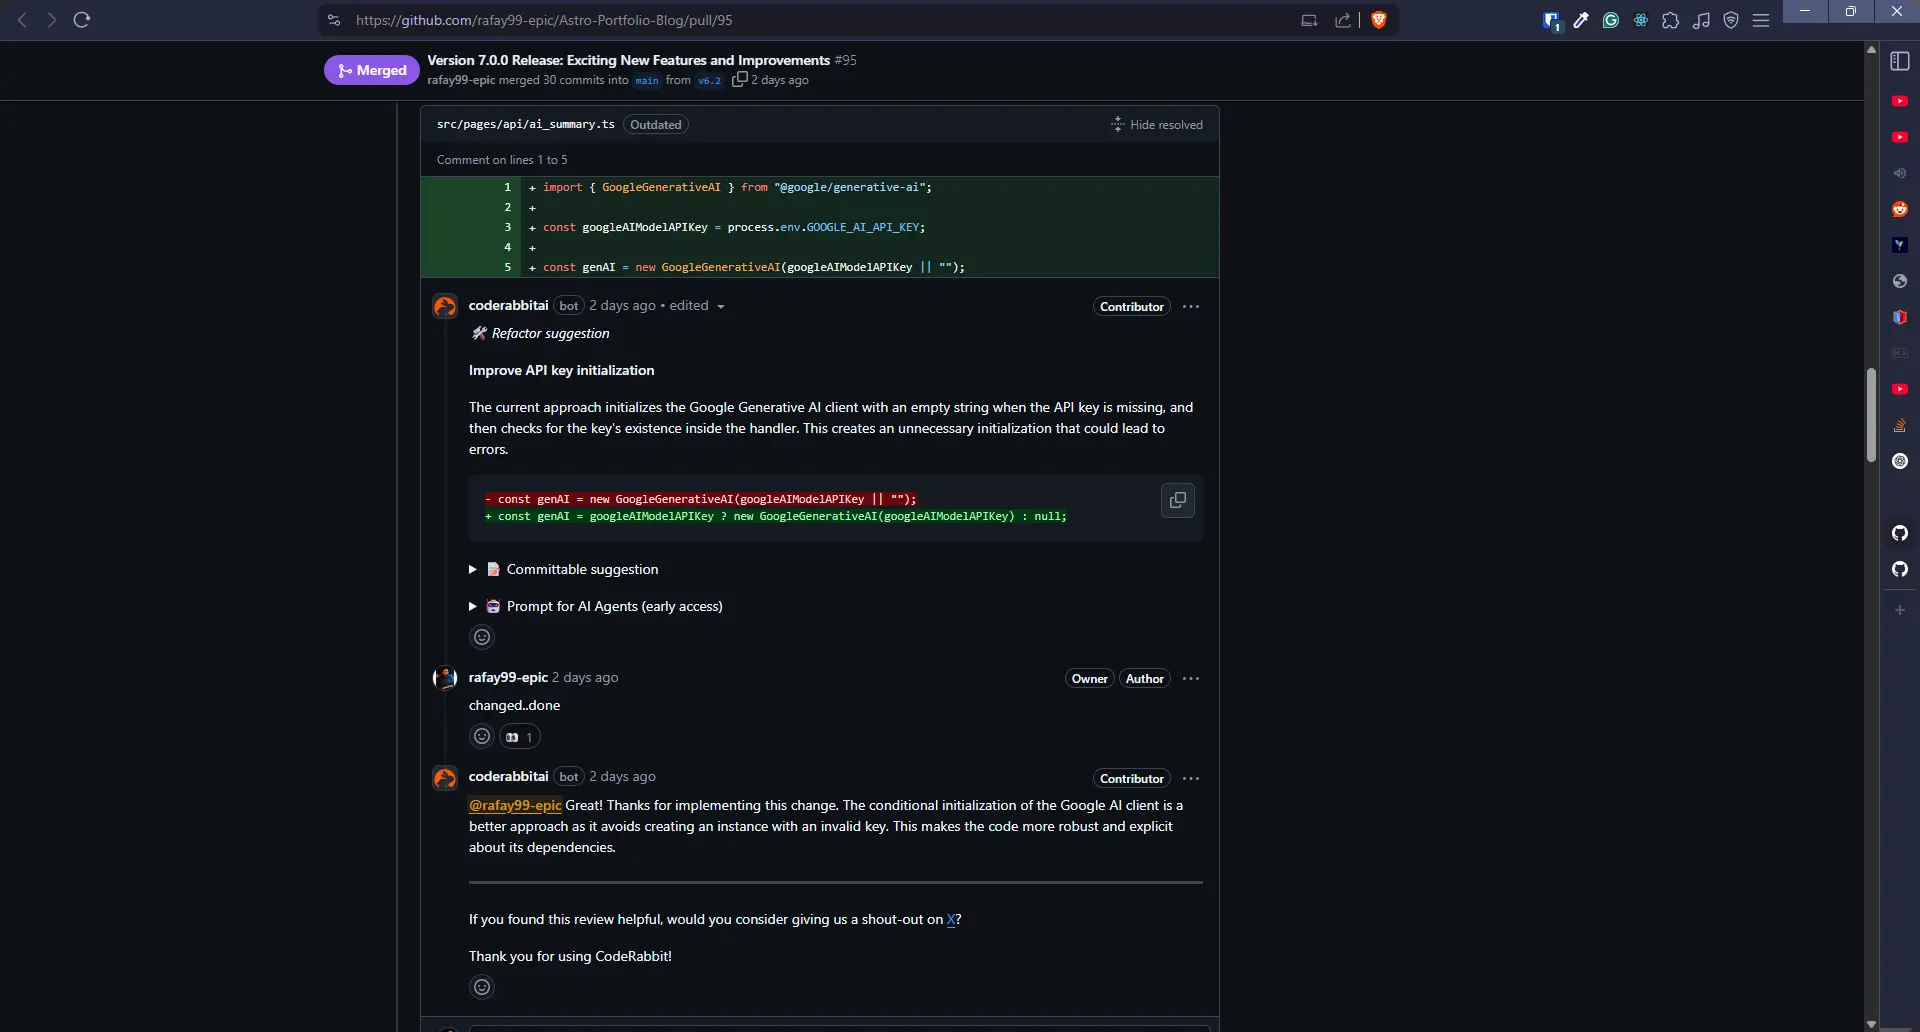 https://github.com/rafay99-epic/Astro-Portfolio-Blog/pull/95
1
Merged
Version 7.0.0 Release: Exciting New Features and Improvements #95
rafay99-epic merged 30 commits into main from v6.2 2 days ago
src/pages/api/ai_summary.ts Outdated Hide resolved
Comment on lines 1 to 5
1 + import { GoogleGenerativeAI } from "@google/generative-ai";
2 +
3 + const googleAIModelAPIKey = process.env.GOOGLE_AI_API_KEY;
4 +
5 + const genAI = new GoogleGenerativeAI(googleAIModelAPIKey || "");
coderabbitai bot 2 days ago • edited Contributor
Refactor suggestion
Improve API key initialization
The current approach initializes the Google Generative AI client with an empty string when the API key is missing, and
then checks for the key's existence inside the handler. This creates an unnecessary initialization that could lead to
errors.
- const genAI = new GoogleGenerativeAI(googleAIModelAPIKey || "");
+ const genAI = googleAIModelAPIKey ? new GoogleGenerativeAI(googleAIModelAPIKey) : null;
Committable suggestion
Prompt for AI Agents (early access)
rafay99-epic 2 days ago Owner Author
changed..done
1
coderabbitai bot 2 days ago Contributor
@rafay99-epic Great! Thanks for implementing this change. The conditional initialization of the Google AI client is a
better approach as it avoids creating an instance with an invalid key. This makes the code more robust and explicit
about its dependencies.
If you found this review helpful, would you consider giving us a shout-out on X?
Thank you for using CodeRabbit!